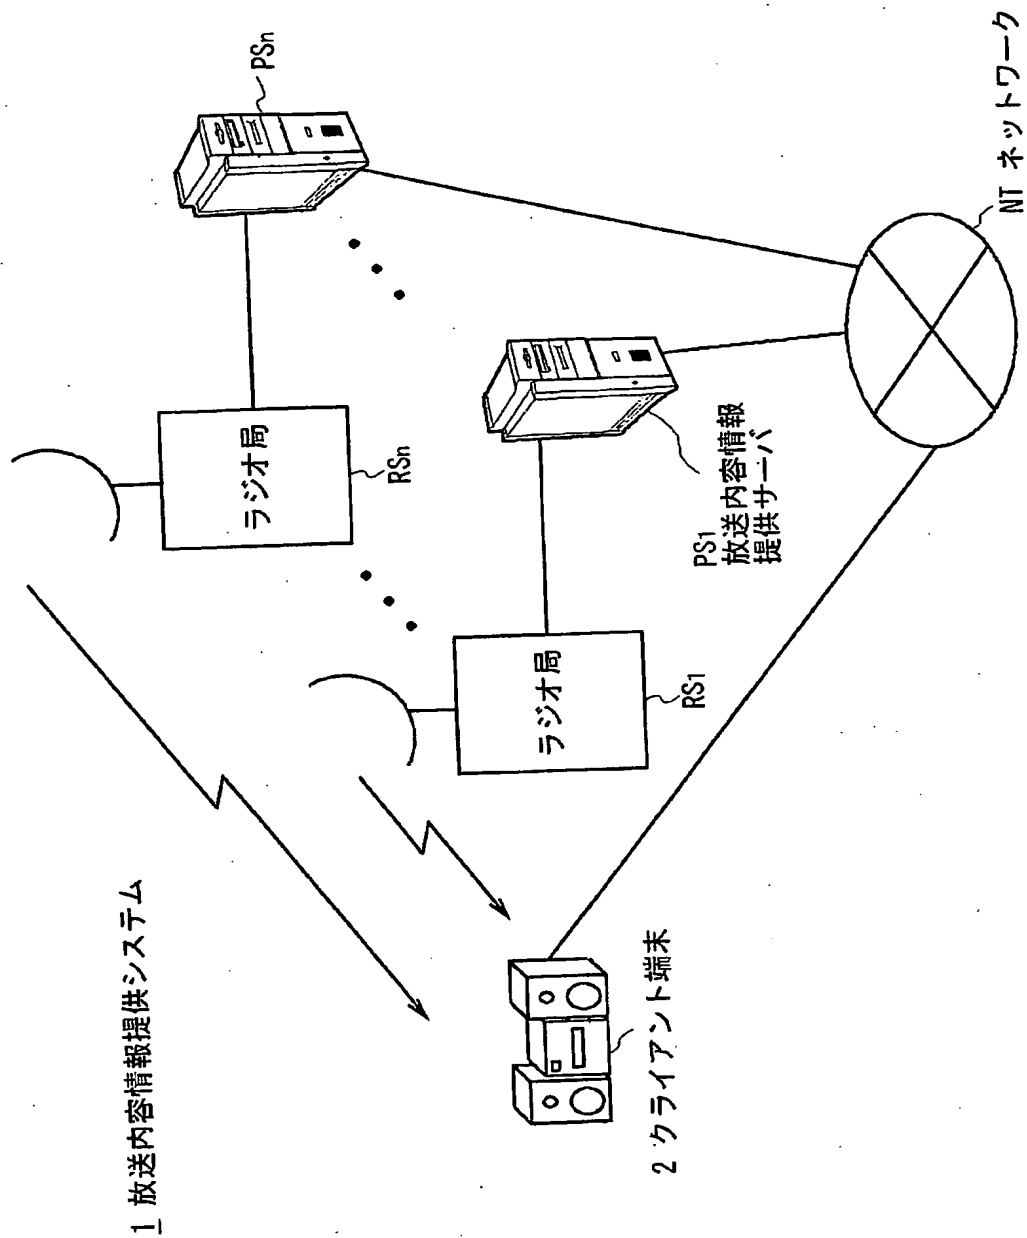 1 放送内容情報提供システム
ラジオ局
RSn
PSn
ラジオ局
RS1
PS1
放送内容情報
提供サーバ
2 クライアント端末
NT ネットワーク